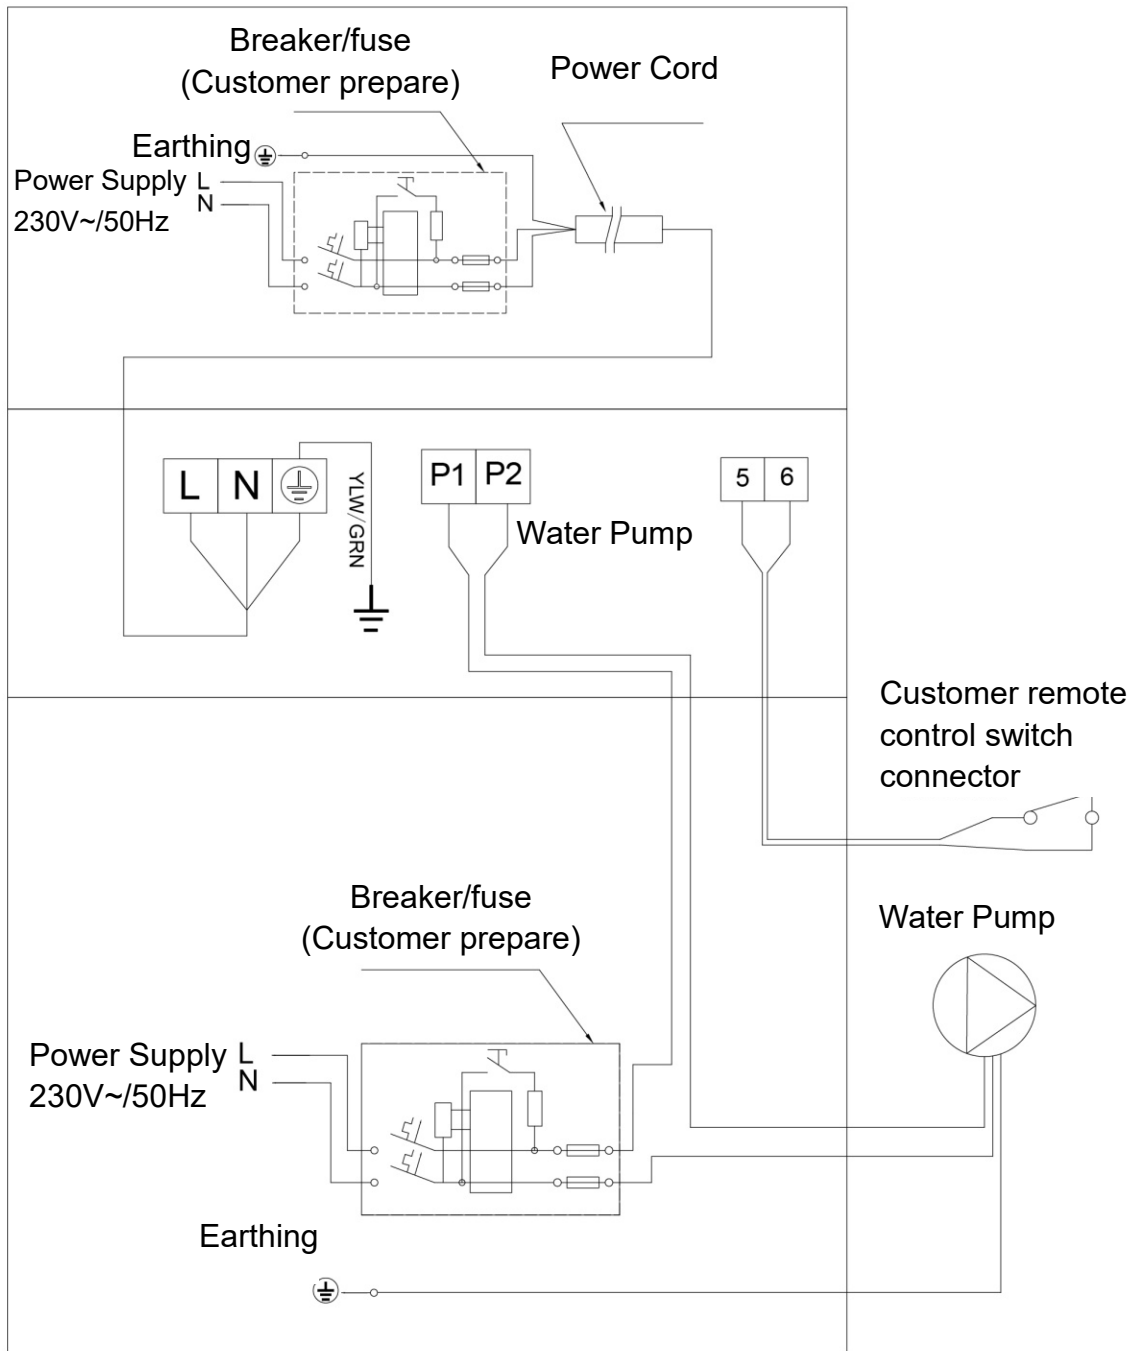 Breaker/fuse
(Customer prepare)
Power Cord
Earthing
Power Supply L
N
230V~/50Hz
L N
YLW/GRN
P1 P2
Water Pump
5 6
Customer remote
control switch
connector
Breaker/fuse
(Customer prepare)
Water Pump
Power Supply L
N
230V~/50Hz
Earthing